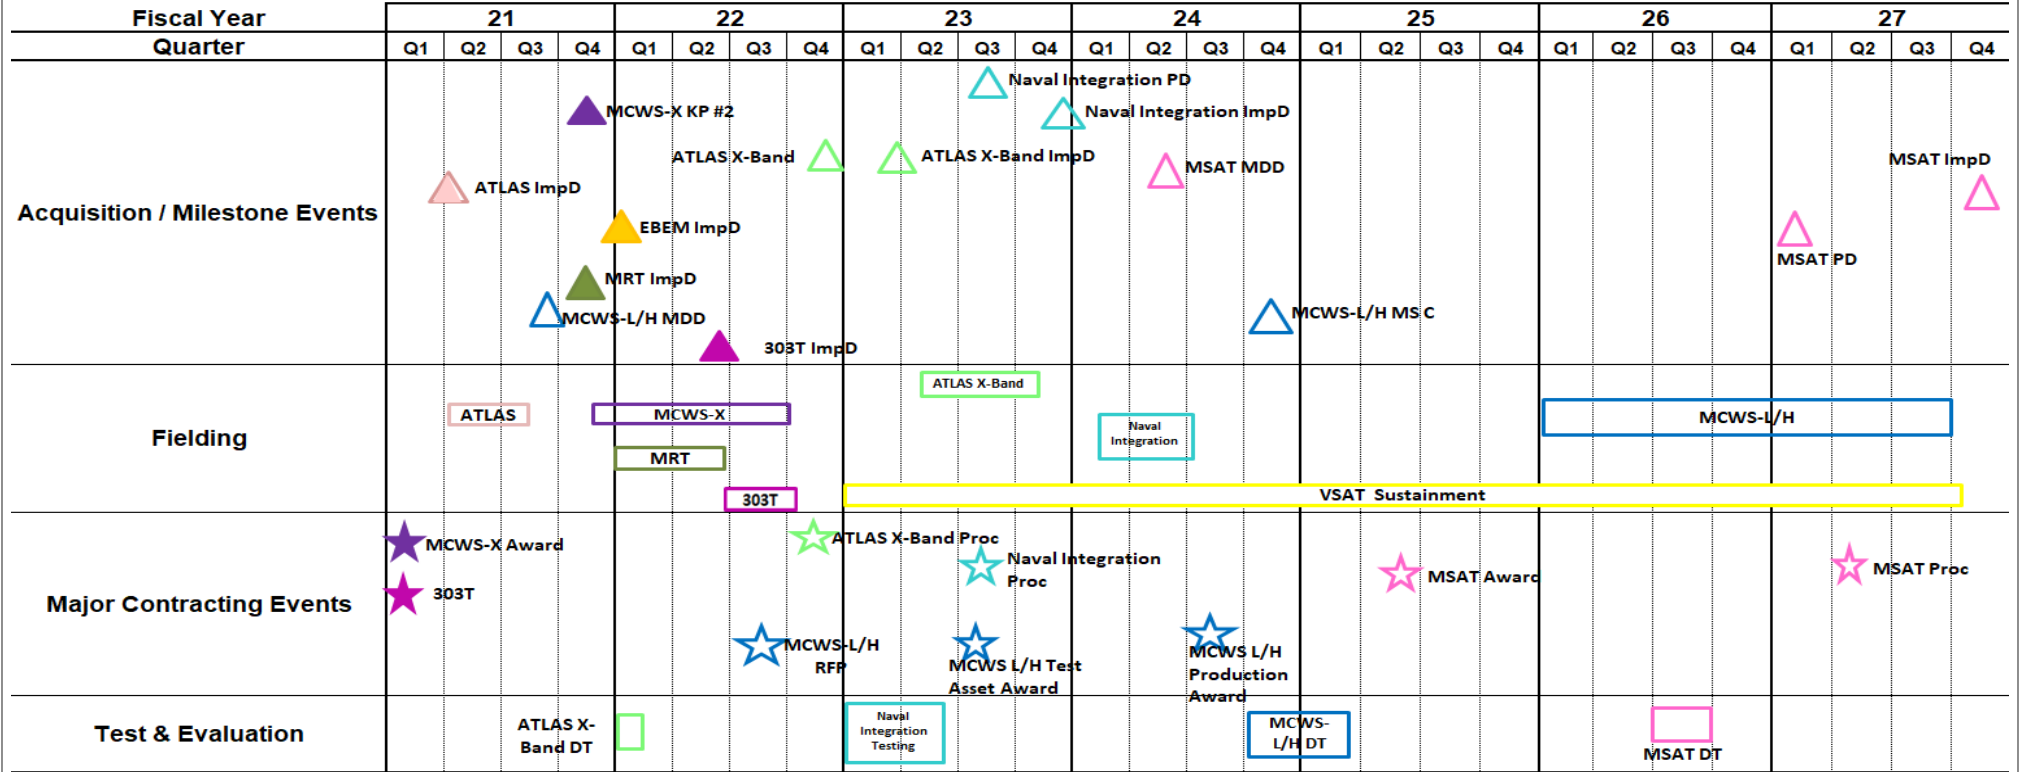 Fiscal Year 21 22 23 24 25 26 27
Quarter Q1 Q2 Q3 Q4 Q1 Q2 Q3 Q4 Q1 Q2 Q3 Q4 Q1 Q2 Q3 Q4 Q1 Q2 Q3 Q4 Q1 Q2 Q3 Q4 Q1 Q2 Q3 Q4
Acquisition / Milestone Events
Naval Integration PD
MCWS-X KP #2
Naval Integration ImpD
ATLAS X-Band
ATLAS X-Band ImpD
MSAT MDD
MSAT ImpD
ATLAS ImpD
EBEM ImpD
MSAT PD
MRT ImpD
MCWS-L/H MDD
MCWS-L/H MS C
303T ImpD
Fielding
ATLAS X-Band
ATLAS
MCWS-X
Naval
Integration
MCWS-L/H
MRT
303T
VSAT Sustainment
Major Contracting Events
MCWS-X Award
ATLAS X-Band Proc
Naval Integration
Proc
MSAT Award
MSAT Proc
303T
MCWS-L/H
RFP
MCWS L/H Test
Asset Award
MCWS L/H
Production
Award
Test & Evaluation
ATLAS X-
Band DT
Naval
Integration
Testing
MCWS-
L/H DT
MSAT DT